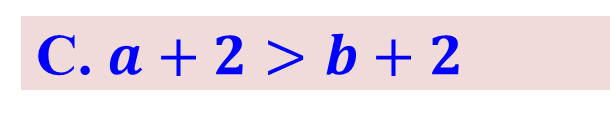 C. a + 2 > b + 2